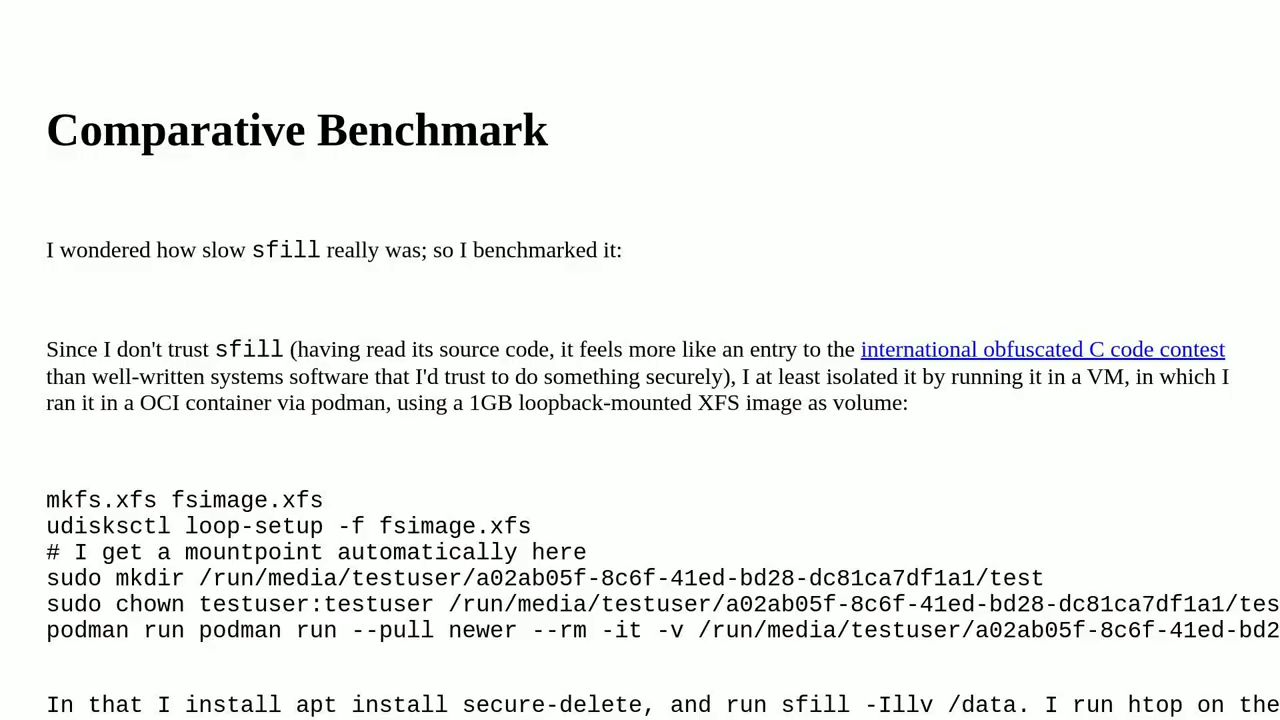 Comparative Benchmark
I wondered how slow sfill really was; so I benchmarked it:
Since I don't trust sfill (having read its source code, it feels more like an entry to the international obfuscated C code contest
than well-written systems software that I'd trust to do something securely), I at least isolated it by running it in a VM, in which I
ran it in a OCI container via podman, using a 1GB loopback-mounted XFS image as volume:
mkfs.xfs fsimage.xfs
udisksctl loop-setup -f fsimage.xfs
# I get a mountpoint automatically here
sudo mkdir /run/media/testuser/a02ab05f-8c6f-41ed-bd28-dc81ca7df1a1/test
sudo chown testuser:testuser /run/media/testuser/a02ab05f-8c6f-41ed-bd28-dc81ca7df1a1/tes
podman run podman run --pull newer --rm -it -v /run/media/testuser/a02ab05f-8c6f-41ed-bd2
In that I install apt install secure-delete, and run sfill -Illv /data. I run htop on the